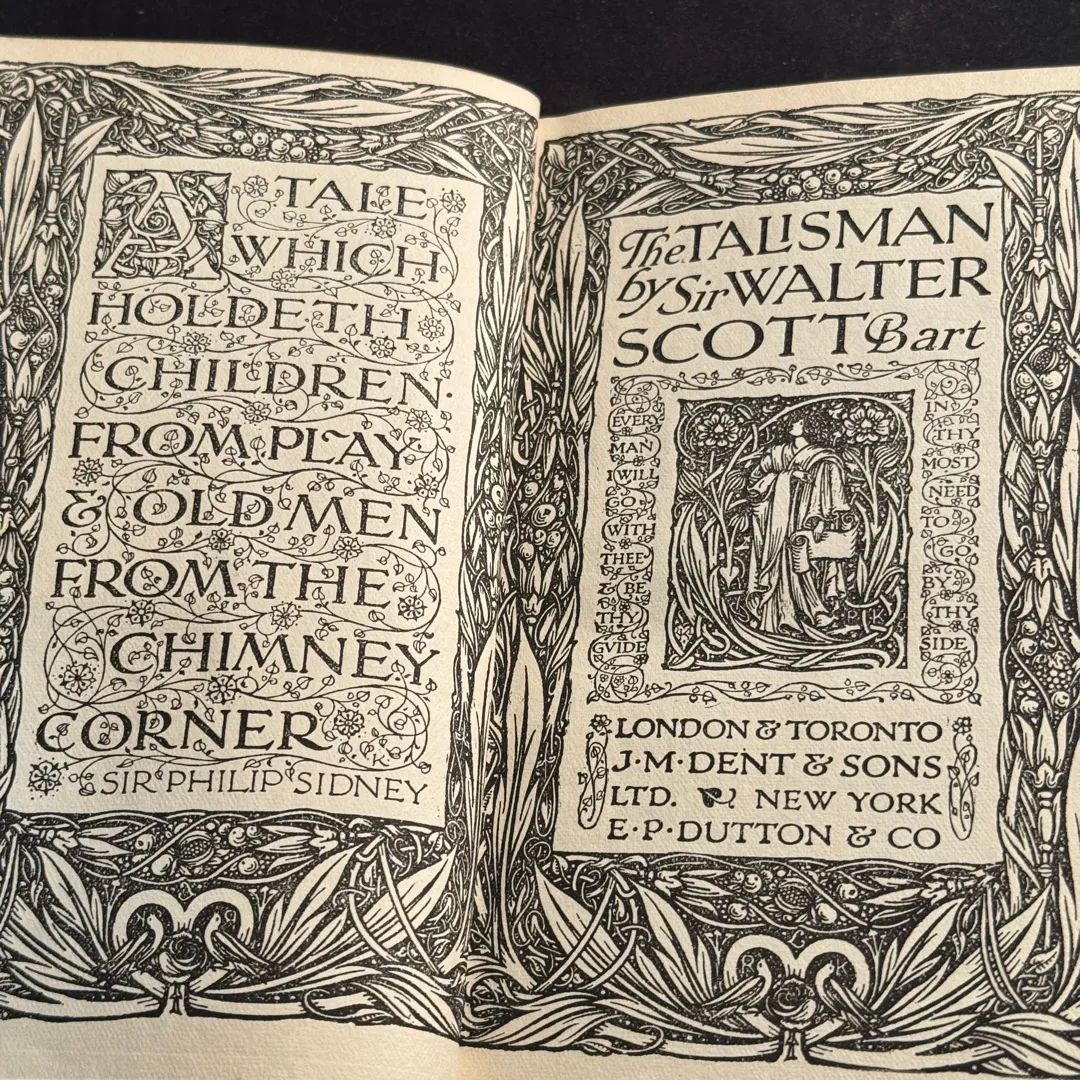 A TALE
WHICH
HOLDETH
CHILDREN
FROM PLAY
& OLD MEN
FROM THE
CHIMNEY
CORNER
SIR PHILIP SIDNEY
The TALISMAN
by Sir WALTER
SCOTT Bart
EVERY
MAN
I WILL
GO
WITH
THEE
& BE
THY
GVIDE
IN
THY
MOST
NEED
TO
GO
BY
THY
SIDE
LONDON & TORONTO
J·M·DENT & SONS
LTD. NEW YORK
E·P·DUTTON & CO